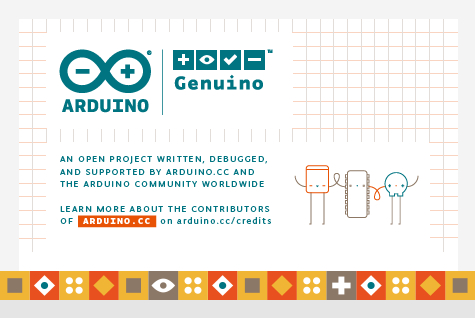 ARDUINO
Genuino
AN OPEN PROJECT WRITTEN, DEBUGGED,
AND SUPPORTED BY ARDUINO.CC AND
THE ARDUINO COMMUNITY WORLDWIDE
LEARN MORE ABOUT THE CONTRIBUTORS
OF ARDUINO.CC on arduino.cc/credits